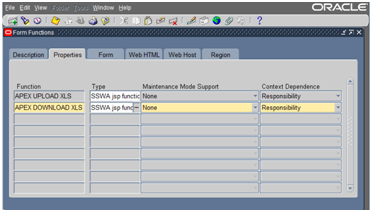 File Edit View Folder Tools Window Help
ORACLE
Form Functions
Description Properties Form Web HTML Web Host Region
Function Type Maintenance Mode Support Context Dependence
APEX UPLOAD XLS SSWA jsp functic None Responsibility
APEX DOWNLOAD XLS SSWA jsp func None Responsibility